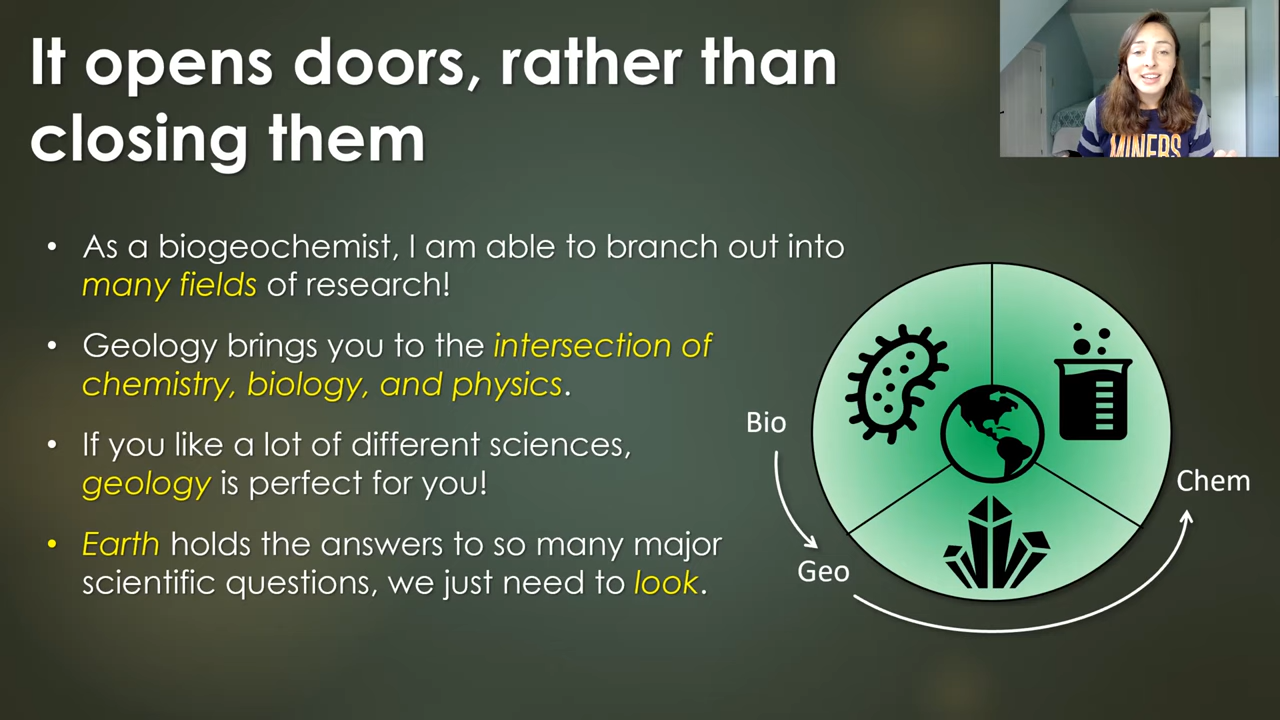 It opens doors, rather than
closing them
MINERS
• As a biogeochemist, I am able to branch out into
many fields of research!
• Geology brings you to the intersection of
chemistry, biology, and physics.
• If you like a lot of different sciences,
geology is perfect for you!
• Earth holds the answers to so many major
scientific questions, we just need to look.
Bio
Geo
Chem